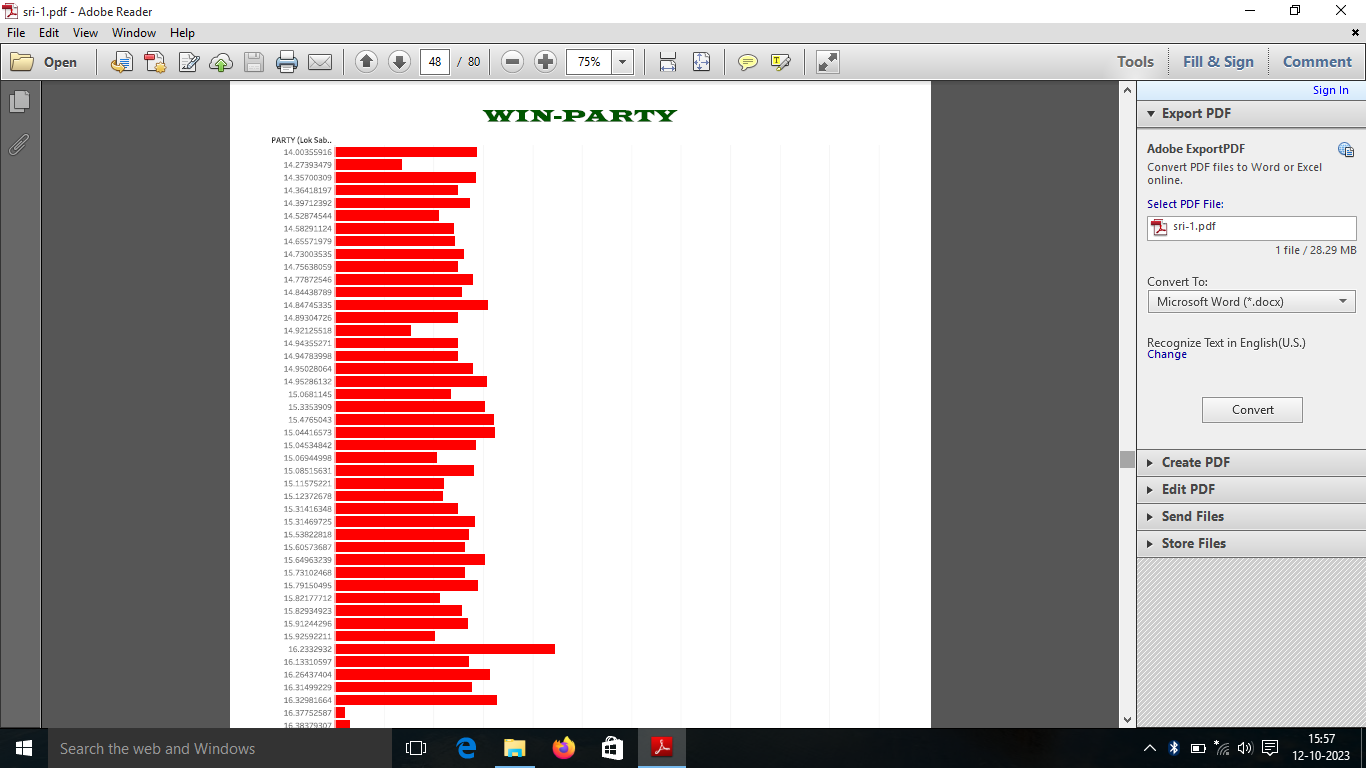 sri-1.pdf - Adobe Reader
File Edit View Window Help
Open 48 / 80 75% Tools Fill & Sign Comment
Sign In
Export PDF
Adobe ExportPDF
Convert PDF files to Word or Excel
online.
Select PDF File:
sri-1.pdf
1 file / 28.29 MB
Convert To:
Microsoft Word (*.docx)
Recognize Text in English(U.S.)
Change
Convert
Create PDF
Edit PDF
Send Files
Store Files
WIN-PARTY
PARTY (Lok Sab..
14.00355916
14.27393479
14.35700309
14.36418197
14.39712392
14.52874544
14.58291124
14.65571979
14.73003535
14.75638059
14.77872546
14.84438789
14.84745335
14.89304726
14.92125518
14.94355271
14.94783998
14.95028064
14.95286132
15.0681145
15.3353909
15.4765043
15.04416573
15.04534842
15.06944998
15.08515631
15.11575221
15.12372678
15.31416348
15.31469725
15.53822818
15.60573687
15.64963239
15.73102468
15.79150495
15.82177712
15.82934923
15.91244296
15.92592211
16.2332932
16.13310597
16.26437404
16.31499229
16.32981664
16.37752587
16.38379307
Search the web and Windows
15:57
12-10-2023